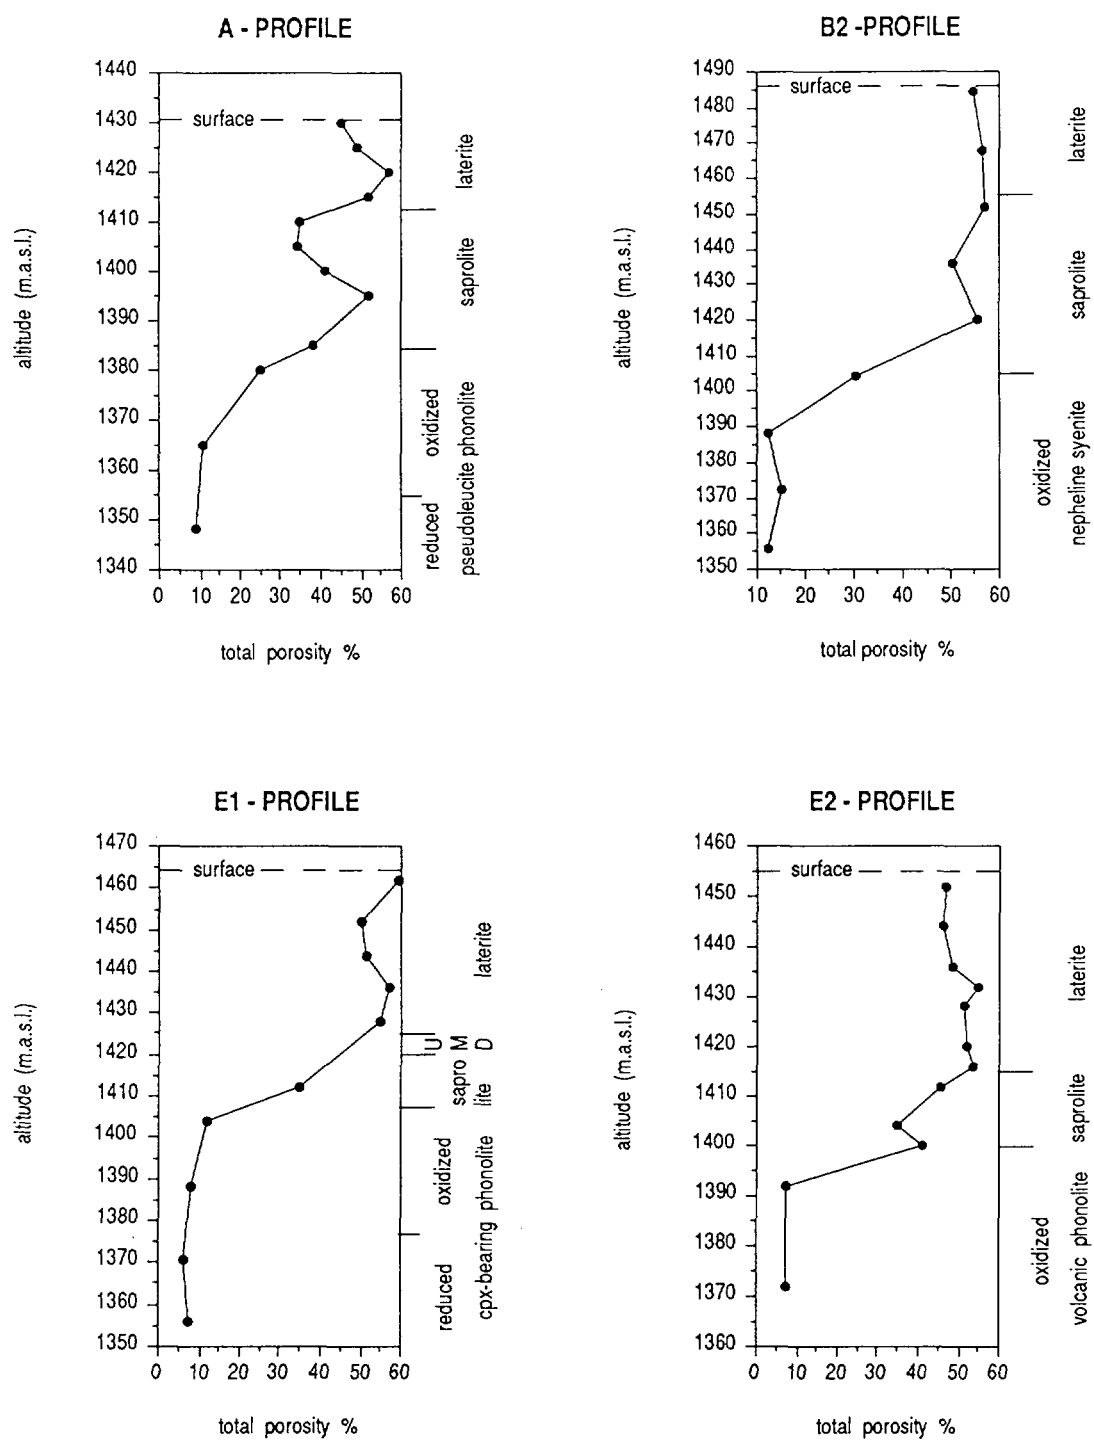 A - PROFILE
1440
1430
1420
1410
1400
1390
1380
1370
1360
1350
1340
altitude (m.a.s.l.)
surface
laterite
saprolite
oxidized
reduced
pseudoleucite phonolite
0 10 20 30 40 50 60
total porosity %
B2 -PROFILE
1490
1480
1470
1460
1450
1440
1430
1420
1410
1400
1390
1380
1370
1360
1350
altitude (m.a.s.l.)
surface
laterite
saprolite
oxidized
nepheline syenite
10 20 30 40 50 60
total porosity %
E1 - PROFILE
1470
1460
1450
1440
1430
1420
1410
1400
1390
1380
1370
1360
1350
altitude (m.a.s.l.)
surface
laterite
U M D
sapro
lite
oxidized
reduced
cpx-bearing phonolite
0 10 20 30 40 50 60
total porosity %
E2 - PROFILE
1460
1450
1440
1430
1420
1410
1400
1390
1380
1370
1360
altitude (m.a.s.l.)
surface
laterite
saprolite
oxidized
volcanic phonolite
0 10 20 30 40 50 60
total porosity %